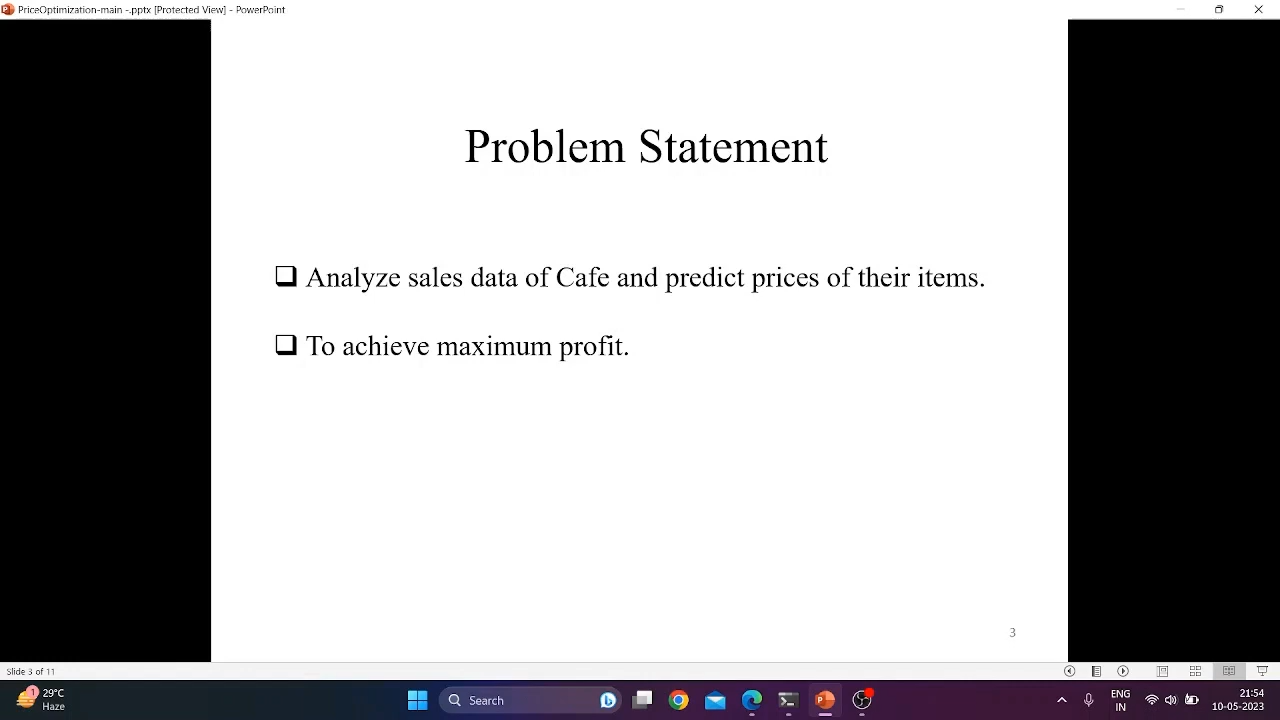 PriceOptimization-main -.pptx [Protected View] - PowerPoint
Problem Statement
Analyze sales data of Cafe and predict prices of their items.
To achieve maximum profit.
3
Slide 3 of 11
1
29°C
Haze
Search
ENG
IN
21:54
10-05-2023